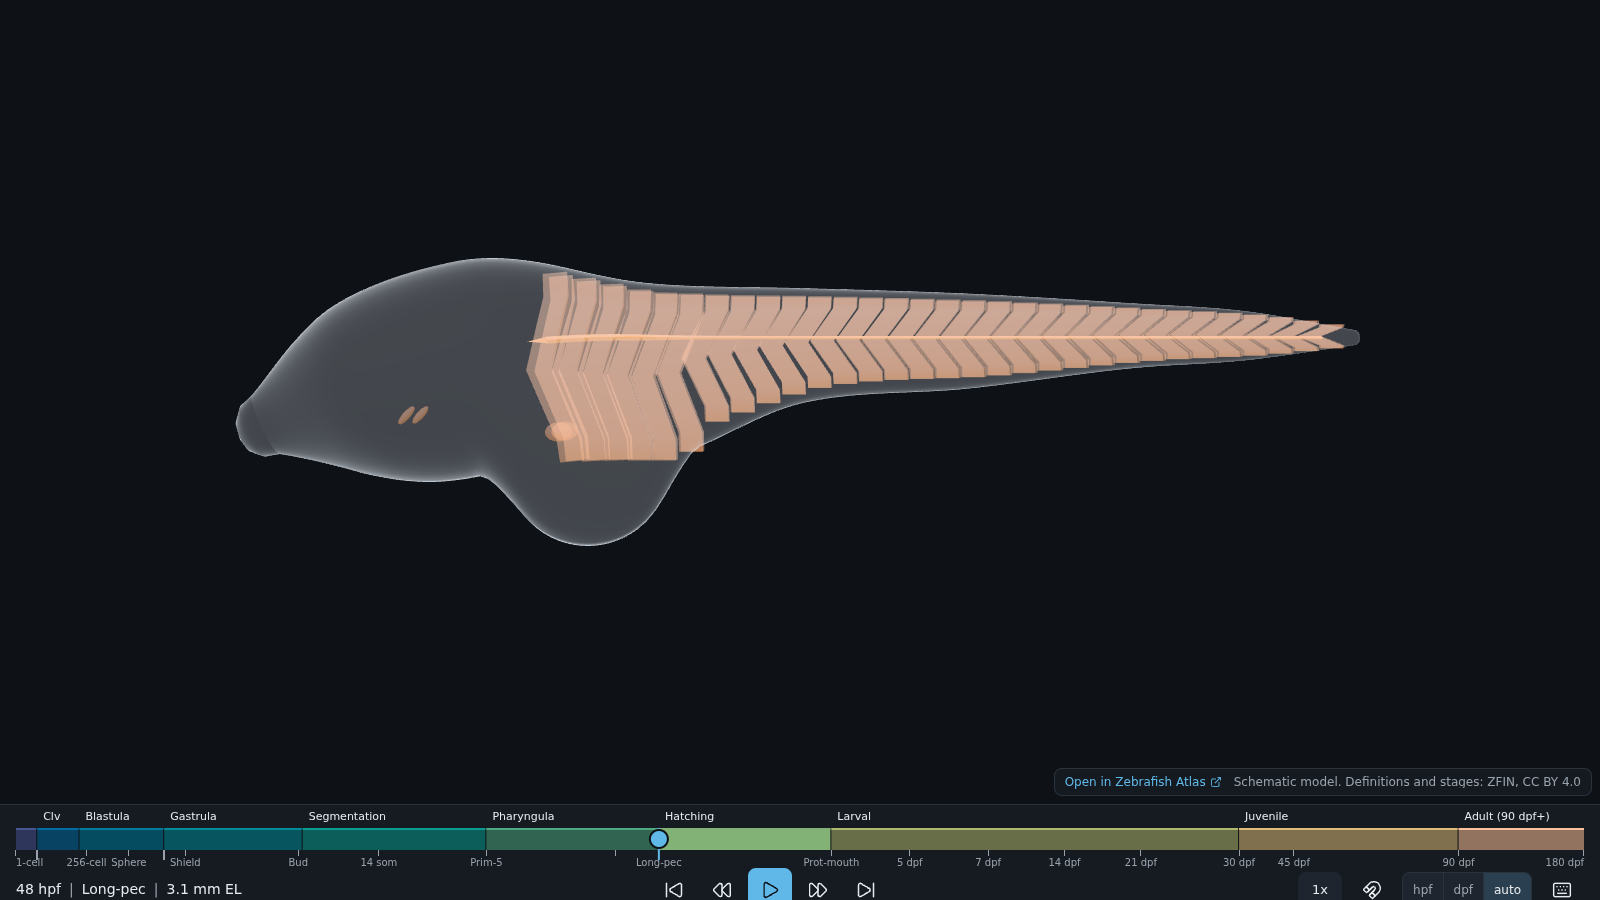 Open in Zebrafish Atlas Schematic model. Definitions and stages: ZFIN, CC BY 4.0
Clv Blastula Gastrula Segmentation Pharyngula Hatching Larval Juvenile Adult (90 dpf+)
1-cell 256-cell Sphere Shield Bud 14 som Prim-5 Long-pec Prot-mouth 5 dpf 7 dpf 14 dpf 21 dpf 30 dpf 45 dpf 90 dpf 180 dpf
48 hpf | Long-pec | 3.1 mm EL 1x hpf dpf auto